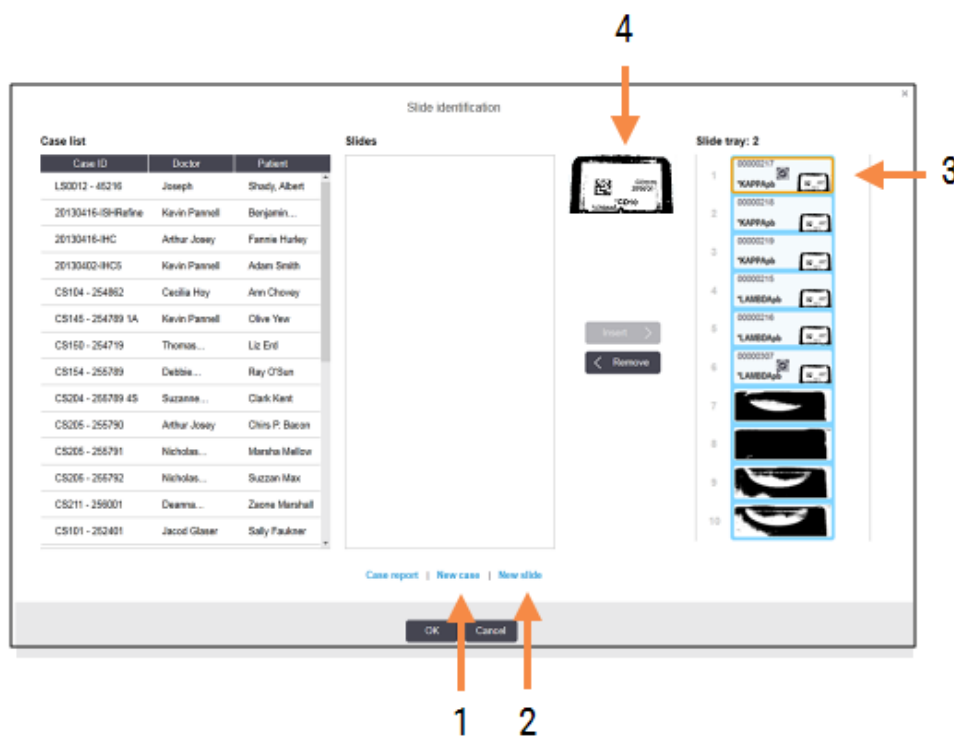 4
Slide identification
×
Case list
Slides
Slide tray: 2
Case ID Doctor Patient
LS0012 - 45216 Joseph Shady, Albert
20130416-ISHRefine Kevin Pannell Benjamin...
20130416-IHC Arthur Josey Fannie Hurley
20130402-IHC5 Kevin Pannell Adam Smith
CS104 - 254862 Cecilia Hoy Ann Chovey
CS145 - 254789 1A Kevin Pannell Olive Yew
CS150 - 254719 Thomas... Liz Erd
CS154 - 255789 Debbie... Ray O'Sun
CS204 - 255789 4S Suzanne... Clark Kent
CS205 - 255790 Arthur Josey Chirs P. Bacon
CS205 - 255791 Nicholas... Marsha Mellow
CS205 - 255792 Nicholas... Suzzan Max
CS211 - 256001 Deanna... Zaone Marshall
CS101 - 252401 Jacod Glaser Sally Faukner
*CD10
Insert >
< Remove
1
00000217
*KAPPApb
3
2
00000218
*KAPPApb
3
00000219
*KAPPApb
4
00000215
*LAMBDApb
5
00000216
*LAMBDApb
6
00000307
*LAMBDApb
7
8
9
10
Case report | New case | New slide
OK Cancel
1 2